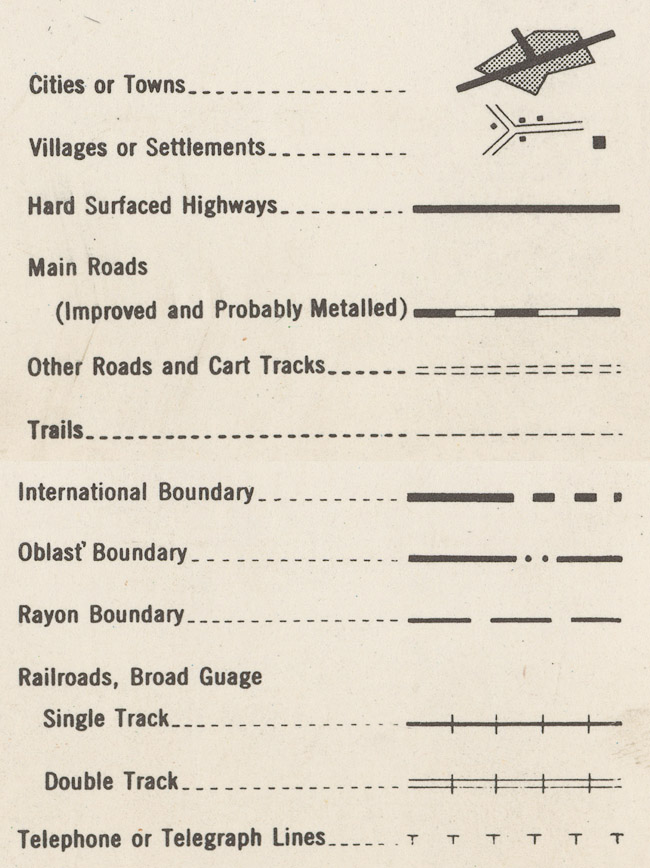 Cities or Towns
Villages or Settlements
Hard Surfaced Highways
Main Roads
(Improved and Probably Metalled)
Other Roads and Cart Tracks
Trails
International Boundary
Oblast' Boundary
Rayon Boundary
Railroads, Broad Guage
Single Track
Double Track
Telephone or Telegraph Lines